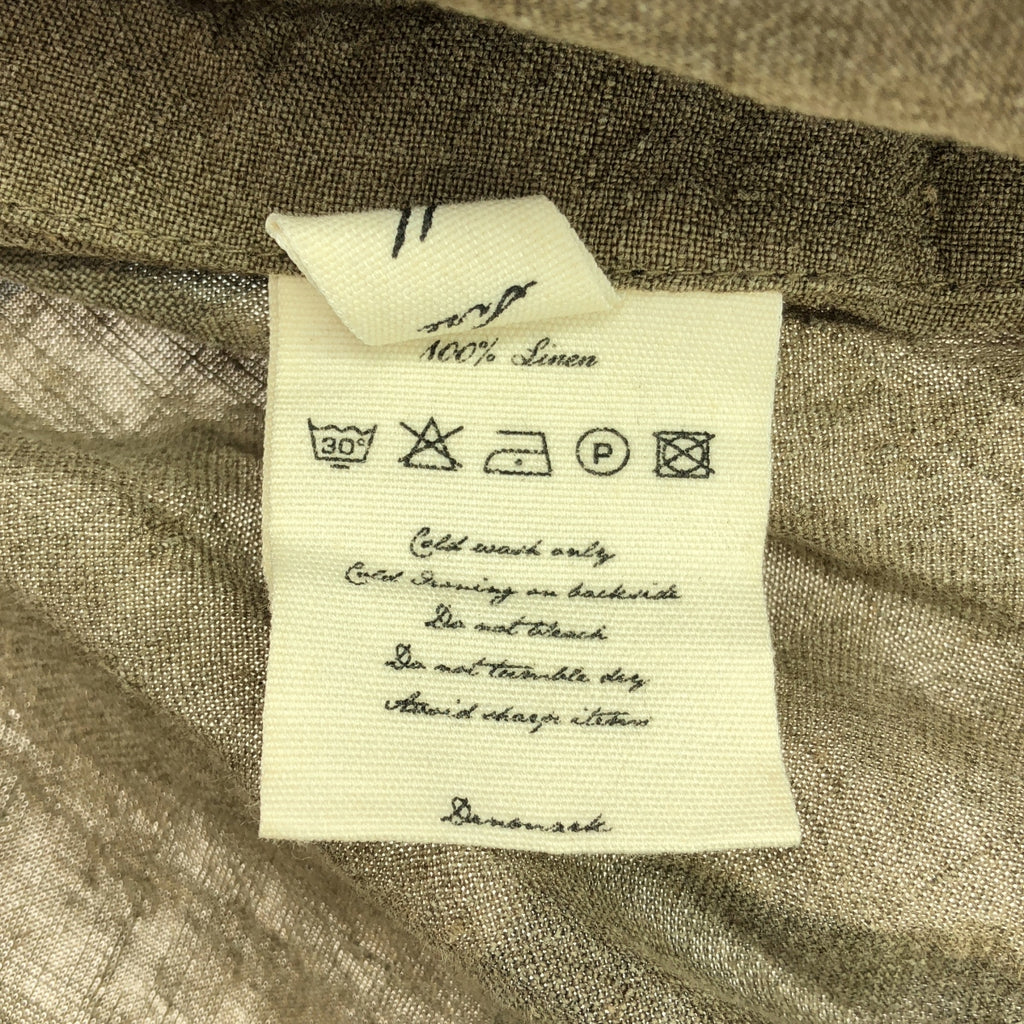 100% Linen
30°
P
Cold wash only
Cold Ironing on backside
Do not bleach
Do not tumble dry
Avoid sharp items
Denmark